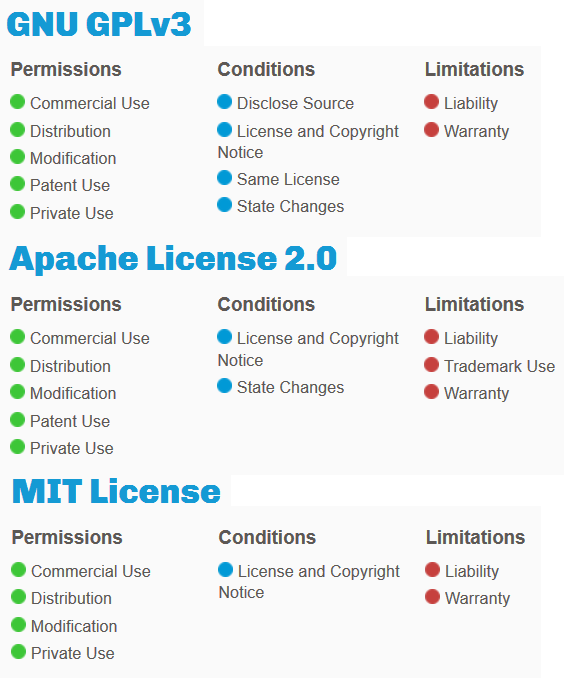 GNU GPLv3
Permissions Conditions Limitations
Commercial Use Disclose Source Liability
Distribution License and Copyright Warranty
Modification Notice
Patent Use Same License
Private Use State Changes
Apache License 2.0
Permissions Conditions Limitations
Commercial Use License and Copyright Liability
Distribution Notice Trademark Use
Modification State Changes Warranty
Patent Use
Private Use
MIT License
Permissions Conditions Limitations
Commercial Use License and Copyright Liability
Distribution Notice Warranty
Modification
Private Use